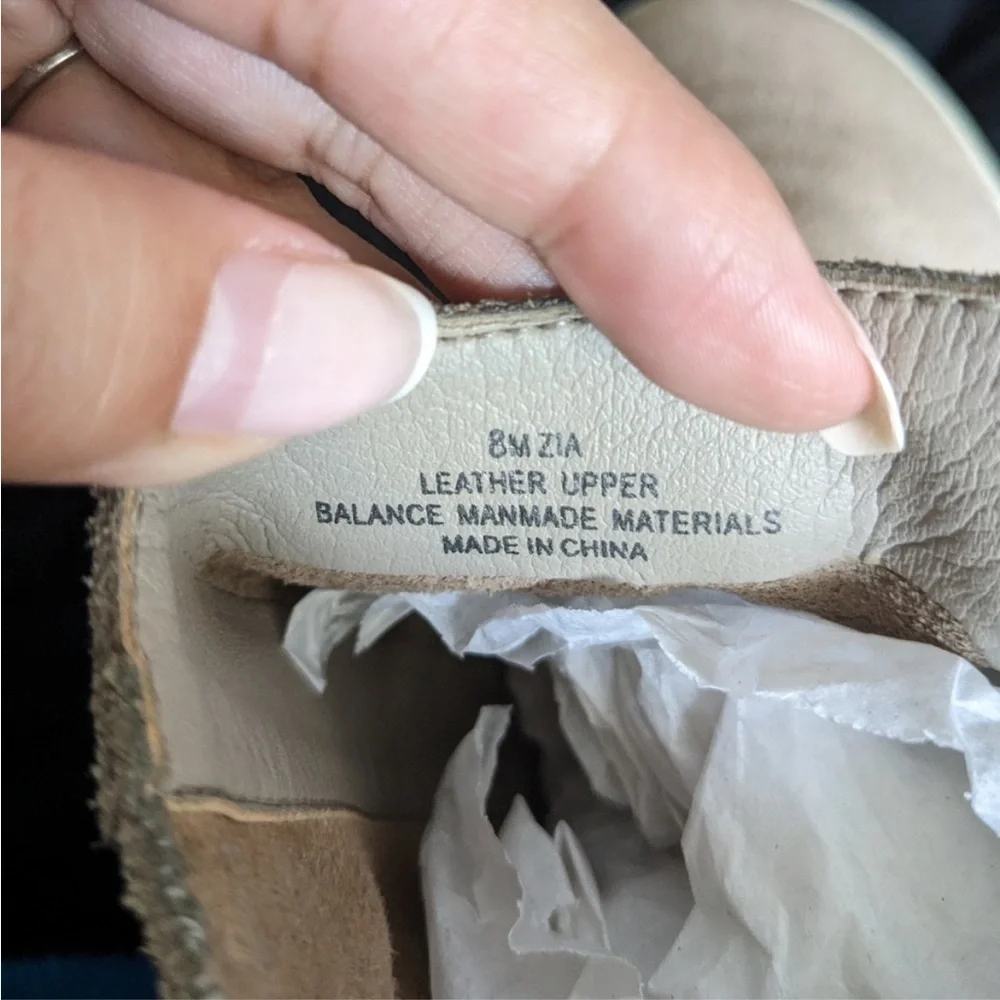 8M ZIA
LEATHER UPPER
BALANCE MANMADE MATERIALS
MADE IN CHINA